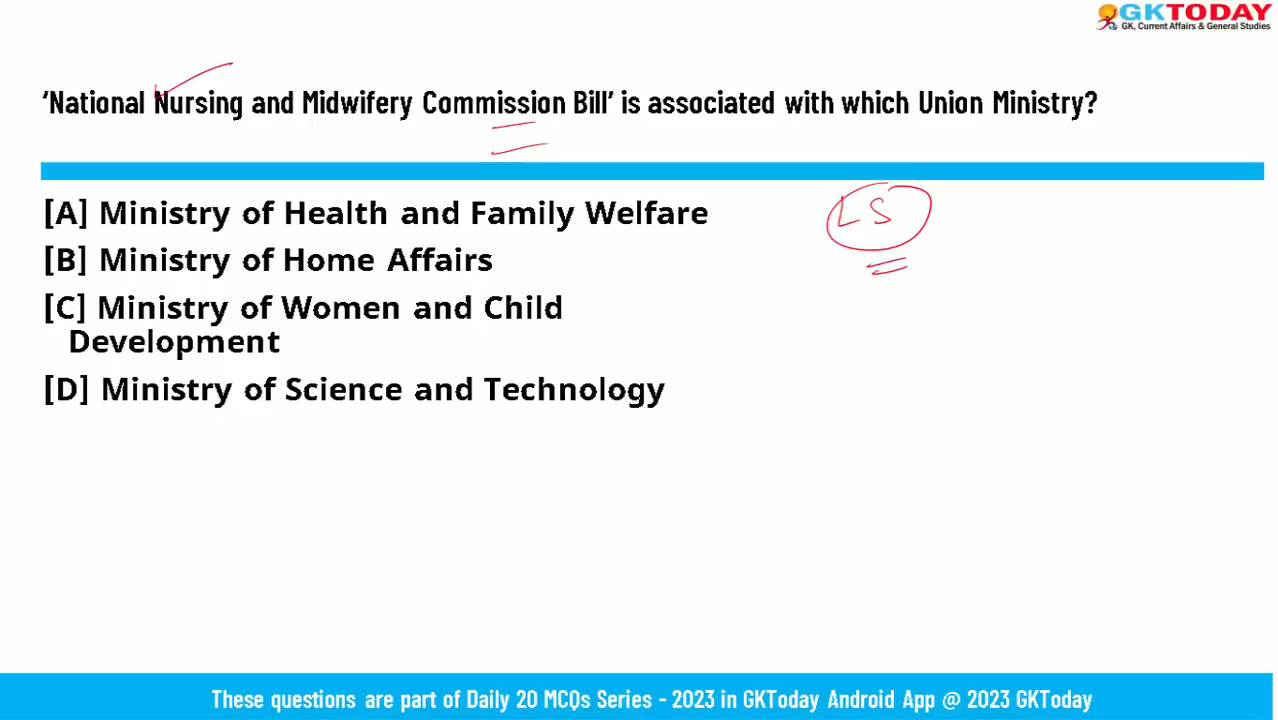 GKTODAY
GK, Current Affairs & General Studies
‘National Nursing and Midwifery Commission Bill’ is associated with which Union Ministry?
[A] Ministry of Health and Family Welfare
LS
[B] Ministry of Home Affairs
[C] Ministry of Women and Child
Development
[D] Ministry of Science and Technology
These questions are part of Daily 20 MCQs Series - 2023 in GKToday Android App @ 2023 GKToday